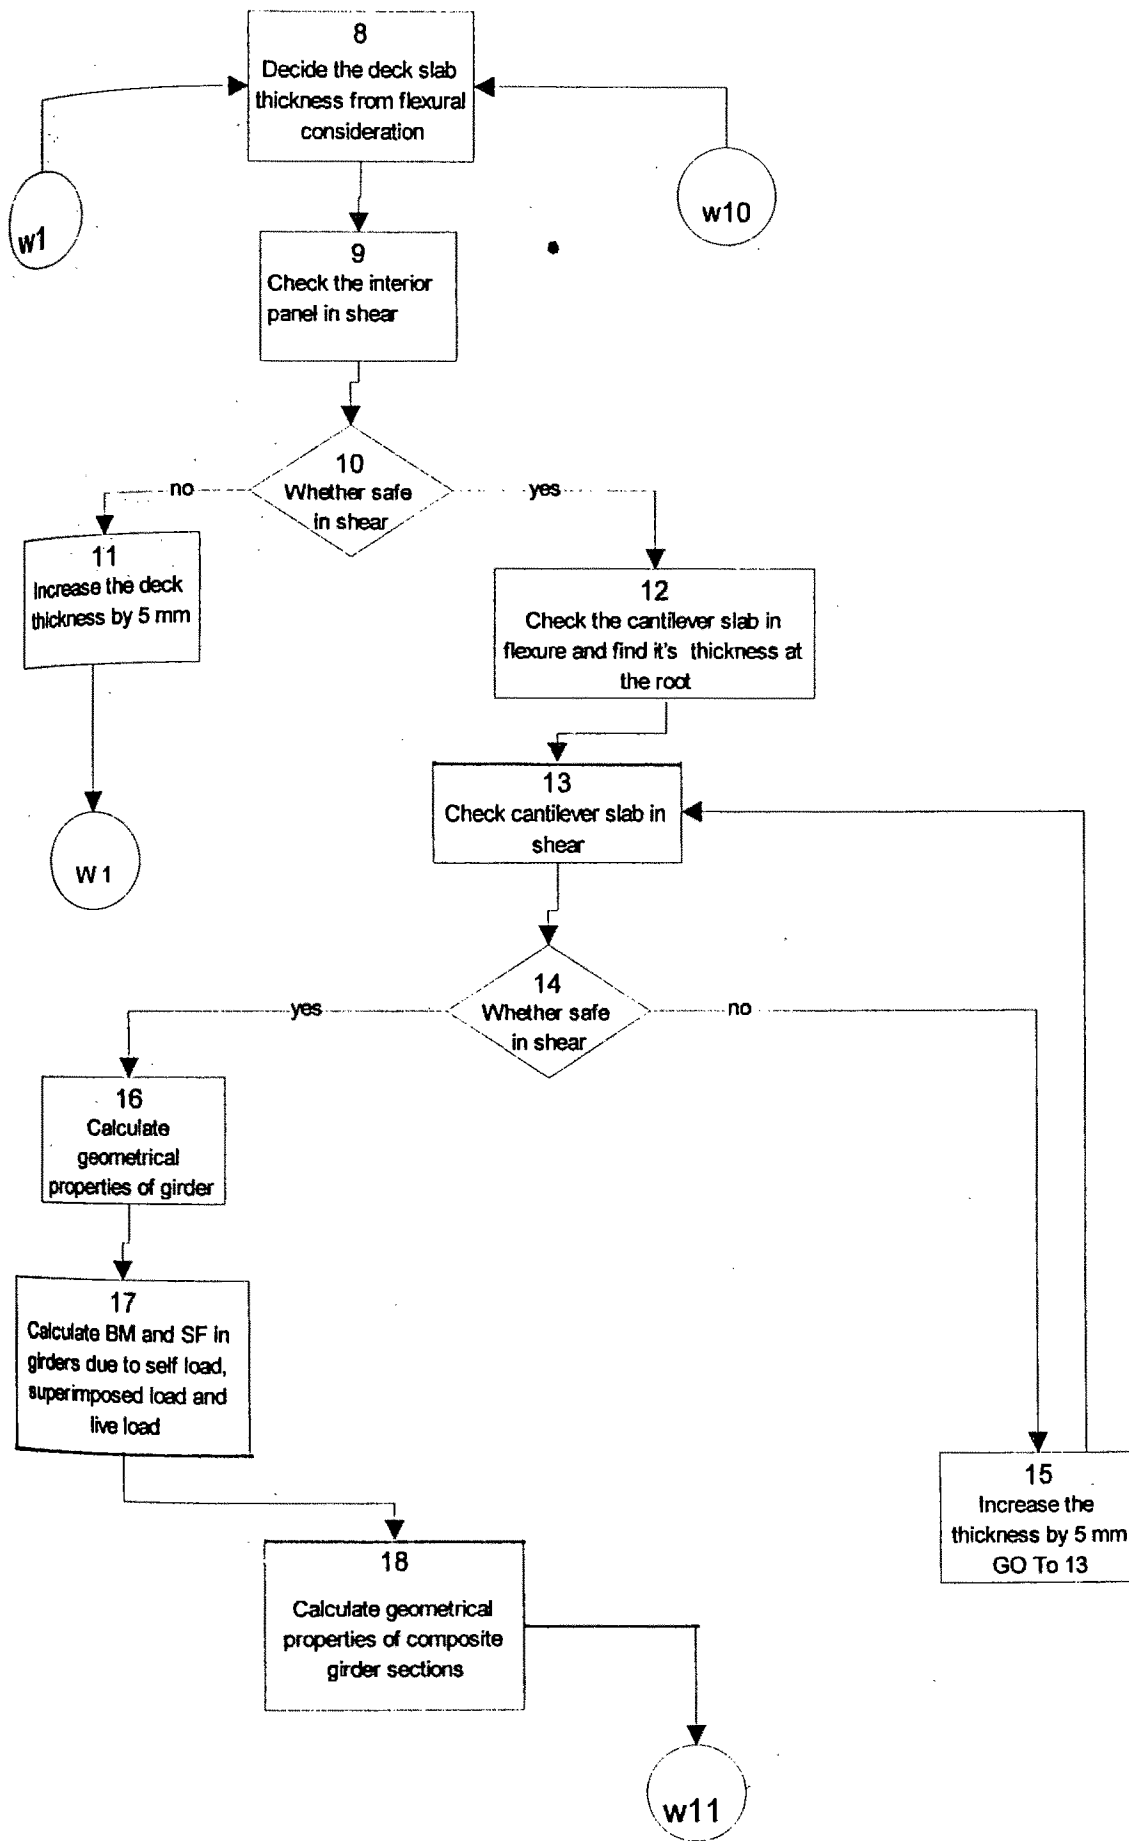 8
Decide the deck slab
thickness from flexural
consideration
w1
w10
9
Check the interior
panel in shear
10
Whether safe
in shear
no
yes
11
Increase the deck
thickness by 5 mm
12
Check the cantilever slab in
flexure and find it's thickness at
the root
13
Check cantilever slab in
shear
W 1
14
Whether safe
in shear
yes
no
16
Calculate
geometrical
properties of girder
17
Calculate BM and SF in
girders due to self load,
superimposed load and
live load
15
Increase the
thickness by 5 mm
GO To 13
18
Calculate geometrical
properties of composite
girder sections
w11